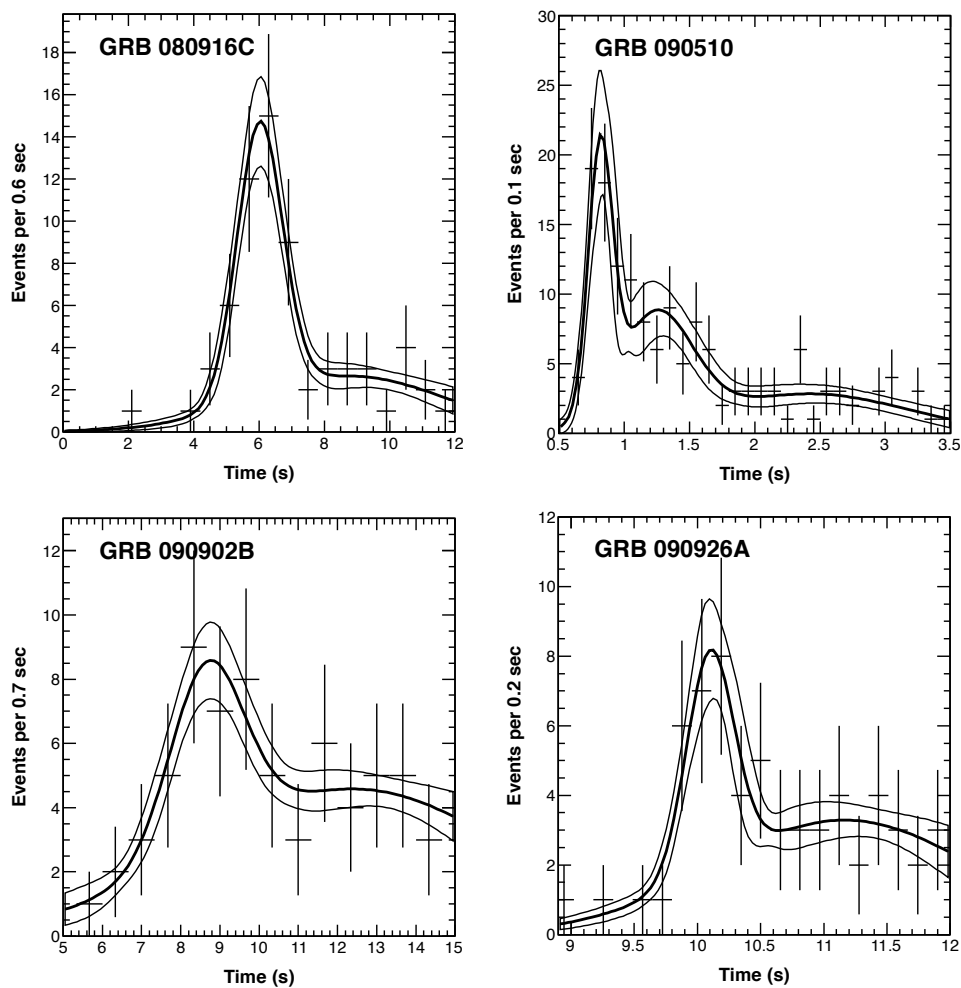 GRB 080916C
Events per 0.6 sec
18
16
14
12
10
8
6
4
2
0
0 2 4 6 8 10 12
Time (s)
GRB 090510
Events per 0.1 sec
30
25
20
15
10
5
0
0.5 1 1.5 2 2.5 3 3.5
Time (s)
GRB 090902B
Events per 0.7 sec
12
10
8
6
4
2
0
5 6 7 8 9 10 11 12 13 14 15
Time (s)
GRB 090926A
Events per 0.2 sec
12
10
8
6
4
2
0
9 9.5 10 10.5 11 11.5 12
Time (s)